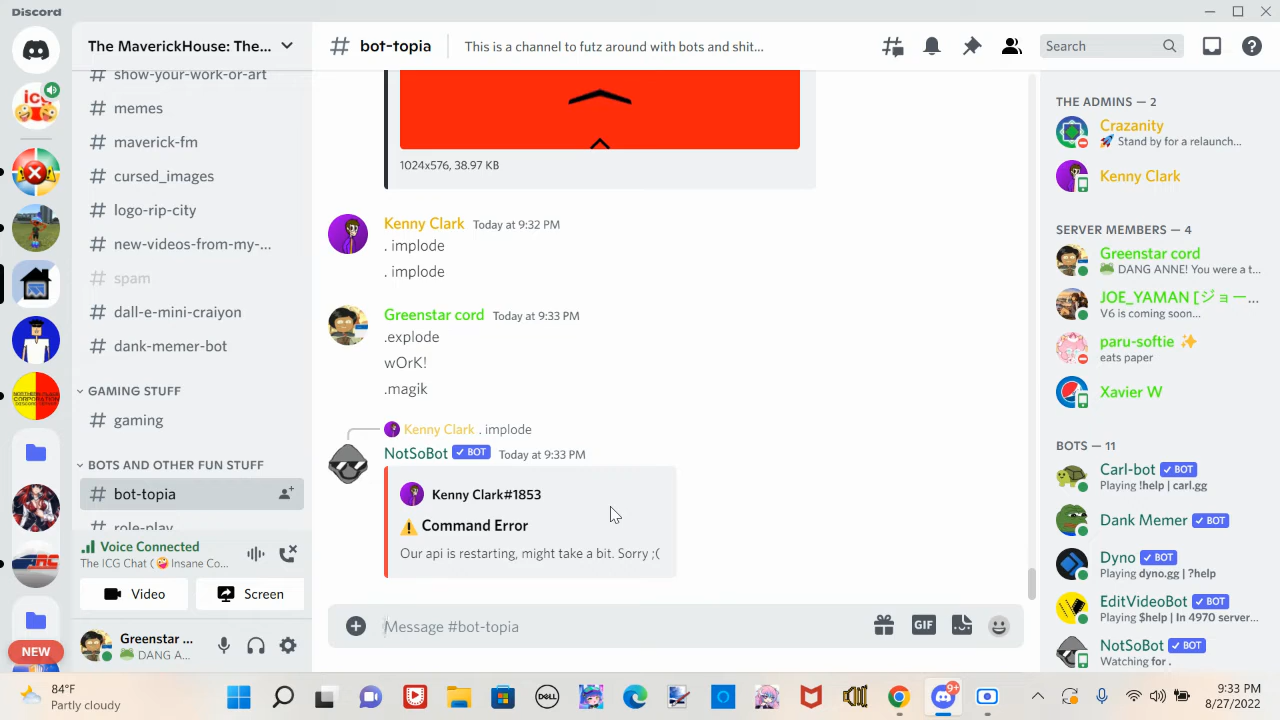 Discord
The MaverickHouse: The...
# bot-topia
This is a channel to futz around with bots and shit...
Search
# show-your-work-or-art
# memes
# maverick-fm
# cursed_images
# logo-rip-city
# new-videos-from-my-...
# spam
# dall-e-mini-craiyon
# dank-memer-bot
GAMING STUFF
# gaming
BOTS AND OTHER FUN STUFF
# bot-topia
# role-play
Voice Connected
The ICG Chat (🤪 Insane Co...
Video
Screen
Greenstar ...
🐸 DANG A...
NEW
1024x576, 38.97 KB
Kenny Clark Today at 9:32 PM
. implode
. implode
Greenstar cord Today at 9:33 PM
.explode
wOrK!
.magik
Kenny Clark . implode
NotSoBot ✓ BOT Today at 9:33 PM
Kenny Clark#1853
⚠️ Command Error
Our api is restarting, might take a bit. Sorry ;(
Message #bot-topia
GIF
THE ADMINS — 2
Crazanity
🚀 Stand by for a relaunch...
Kenny Clark
SERVER MEMBERS — 4
Greenstar cord
🐸 DANG ANNE! You were a t...
JOE_YAMAN [ジョー...
V6 is coming soon...
paru-softie ✨
eats paper
Xavier W
BOTS — 11
Carl-bot ✓ BOT
Playing !help | carl.gg
Dank Memer ✓ BOT
Dyno ✓ BOT
Playing dyno.gg | ?help
EditVideoBot ✓ BOT
Playing $help | In 4970 server...
NotSoBot ✓ BOT
Watching for .
84°F
Partly cloudy
DELL
9+
9:33 PM
8/27/2022